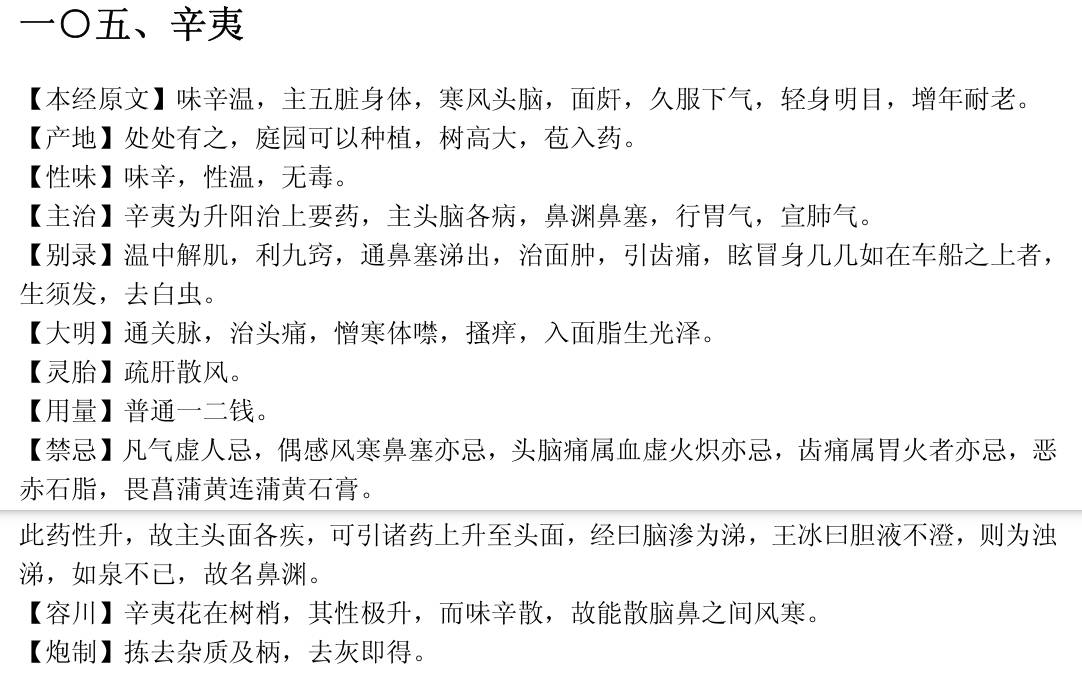 一〇五、辛夷
【本经原文】味辛温，主五脏身体，寒风头脑，面皯，久服下气，轻身明目，增年耐老。
【产地】处处有之，庭园可以种植，树高大，苞入药。
【性味】味辛，性温，无毒。
【主治】辛夷为升阳治上要药，主头脑各病，鼻渊鼻塞，行胃气，宣肺气。
【别录】温中解肌，利九窍，通鼻塞涕出，治面肿，引齿痛，眩冒身几几如在车船之上者，
生须发，去白虫。
【大明】通关脉，治头痛，憎寒体噤，搔痒，入面脂生光泽。
【灵胎】疏肝散风。
【用量】普通一二钱。
【禁忌】凡气虚人忌，偶感风寒鼻塞亦忌，头脑痛属血虚火炽亦忌，齿痛属胃火者亦忌，恶
赤石脂，畏菖蒲黄连蒲黄石膏。
此药性升，故主头面各疾，可引诸药上升至头面，经曰脑渗为涕，王冰曰胆液不澄，则为浊
涕，如泉不已，故名鼻渊。
【容川】辛夷花在树梢，其性极升，而味辛散，故能散脑鼻之间风寒。
【炮制】拣去杂质及柄，去灰即得。